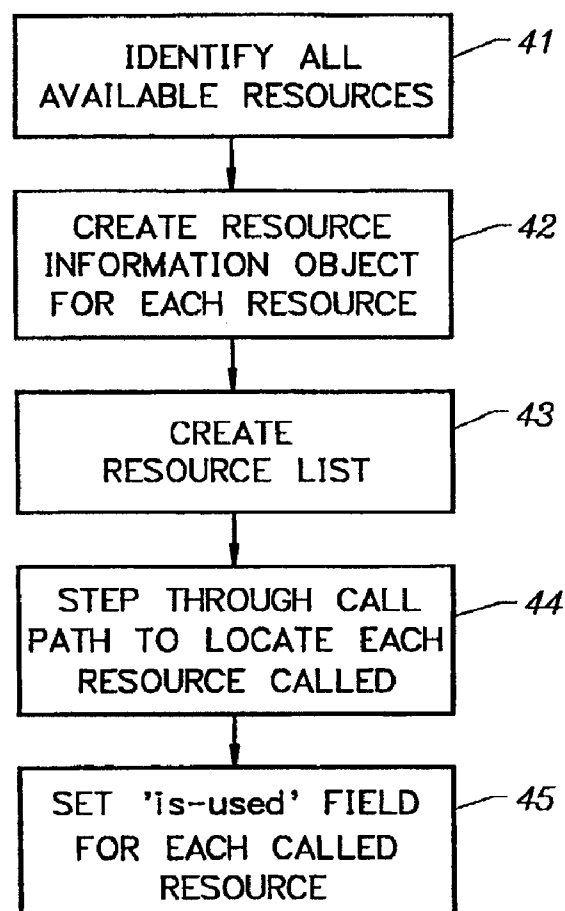 IDENTIFY ALL
AVAILABLE RESOURCES
41
CREATE RESOURCE
INFORMATION OBJECT
FOR EACH RESOURCE
42
CREATE
RESOURCE LIST
43
STEP THROUGH CALL
PATH TO LOCATE EACH
RESOURCE CALLED
44
SET 'is-used' FIELD
FOR EACH CALLED
RESOURCE
45